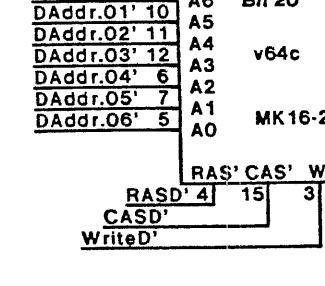 A6 Bit 20
DAddr.01' 10 A5
DAddr.02' 11 A4
DAddr.03' 12 A3 v64c
DAddr.04' 6 A2
DAddr.05' 7 A1
DAddr.06' 5 A0 MK16-2
RAS' CAS' W
RASD' 4 15 3
CASD'
WriteD'